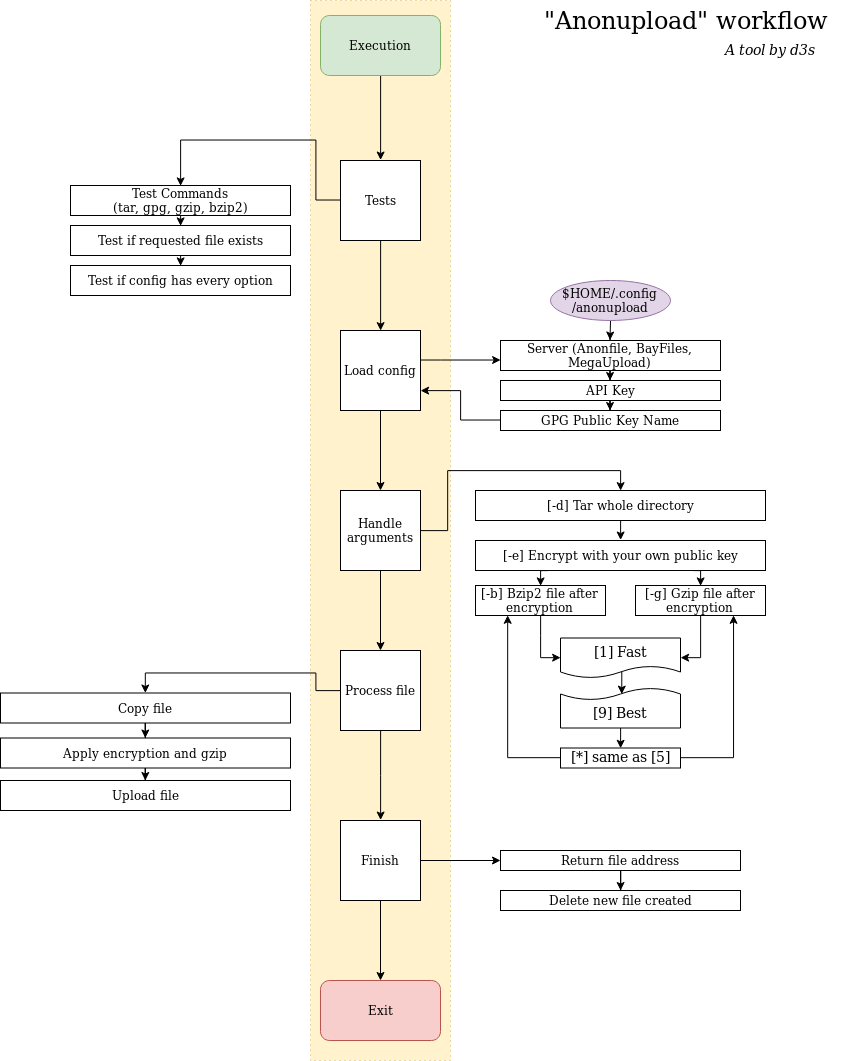 "Anonupload" workflow
A tool by d3s
Execution
Tests
Test Commands
(tar, gpg, gzip, bzip2)
Test if requested file exists
Test if config has every option
Load config
$HOME/.config
/anonupload
Server (Anonfile, BayFiles,
MegaUpload)
API Key
GPG Public Key Name
Handle
arguments
[-d] Tar whole directory
[-e] Encrypt with your own public key
[-b] Bzip2 file after
encryption
[-g] Gzip file after
encryption
[1] Fast
[9] Best
[*] same as [5]
Process file
Copy file
Apply encryption and gzip
Upload file
Finish
Return file address
Delete new file created
Exit